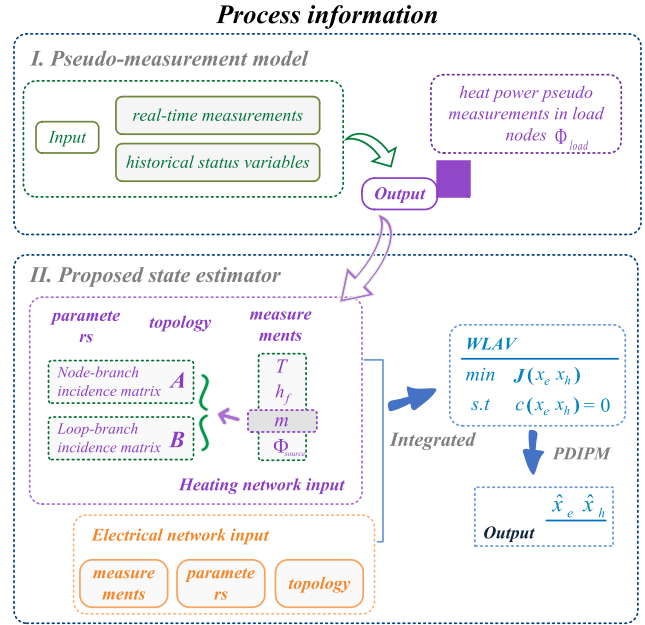 Process information
I. Pseudo-measurement model
Input
real-time measurements
historical status variables
heat power pseudo
measurements in load
nodes Φ_load
Output
II. Proposed state estimator
paramete
rs
topology
measure
ments
Node-branch
incidence matrix A
Loop-branch
incidence matrix B
T
h_f
m
Φ_source
Heating network input
Electrical network input
measure
ments
paramete
rs
topology
Integrated
WLAV
min J(x_e x_h)
s.t c(x_e x_h) = 0
PDIPM
Output x̂_e x̂_h